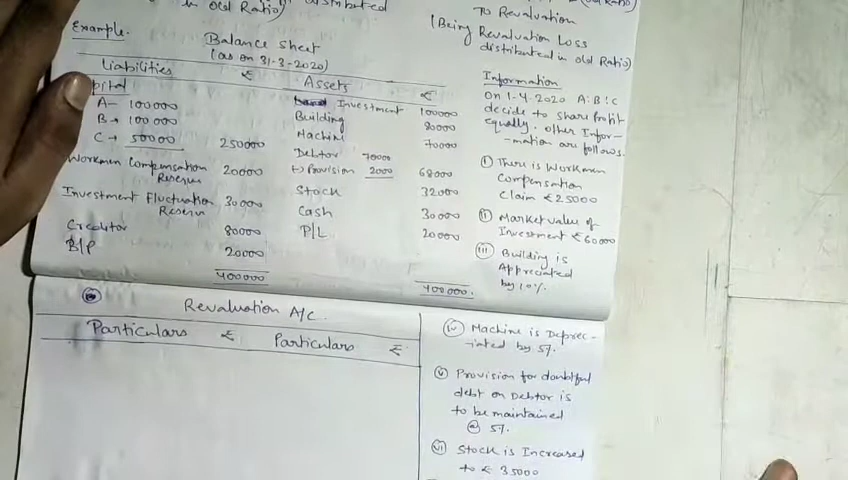 in old Ratio) distributed
Example.
Balance Sheet
(as on 31-3-2020)
Liabilities ₹ Assets ₹
pital
A- 100000 Investment 100000
B→ 100000 Building 80000
C→ 50000 250000 Machine 70000
Debtor 70000
Workmen Compensation Reserve 20000 (-) Provision 2000 68000
Stock 32000
Investment Fluctuation Reserve 30000 Cash 30000
Creditor 80000 P/L 20000
B/P 20000
400000 400000.
To Revaluation
(Being Revaluation Loss
distributed in old Ratio)
Information
On 1-4-2020 A:B:C
decide to share Profit
equally. other Infor-
-mation are follows.
(i) There is Workmen
Compensation
Claim ₹25000
(ii) Market value of
Investment ₹60000
(iii) Building is
Appreciated
by 10%.
Revaluation A/C.
Particulars ₹ Particulars ₹
(iv) Machine is Deprec-
-iated by 5%.
(v) Provision for doubtful
debt on Debtor is
to be maintained
@ 5%.
(vi) Stock is Increased
to ₹ 35000